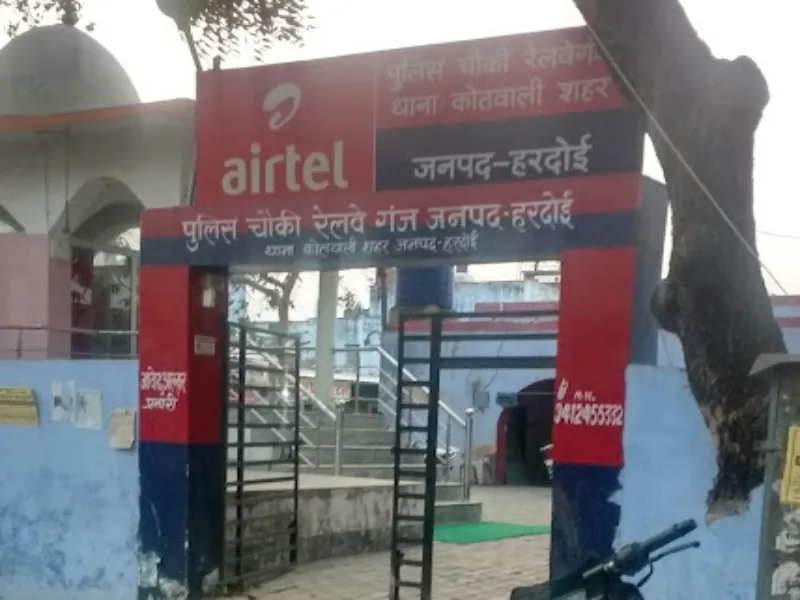 पुलिस चौकी रेलवेगंज
थाना कोतवाली शहर
airtel
जनपद-हरदोई
पुलिस चौकी रेलवे गंज जनपद-हरदोई
थाना कोतवाली शहर जनपद-हरदोई
M.N.
9412455332